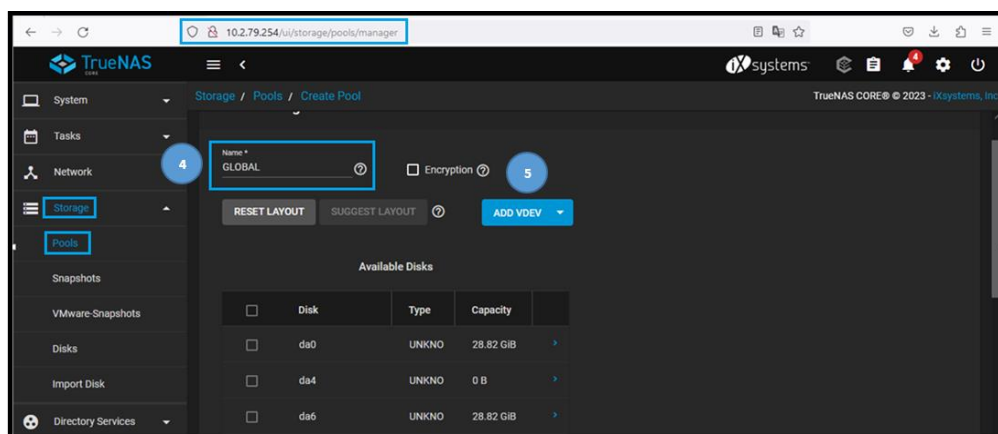 10.2.79.254/ui/storage/pools/manager
TrueNAS
CORE
iXsystems
4
System
Storage / Pools / Create Pool
TrueNAS CORE® © 2023 - iXsystems, Inc
Tasks
Network
4
Name *
GLOBAL
Encryption
5
Storage
RESET LAYOUT
SUGGEST LAYOUT
ADD VDEV
Pools
Snapshots
Available Disks
VMware-Snapshots
Disk Type Capacity
Disks
da0 UNKNO 28.82 GiB
Import Disk
da4 UNKNO 0 B
Directory Services
da6 UNKNO 28.82 GiB